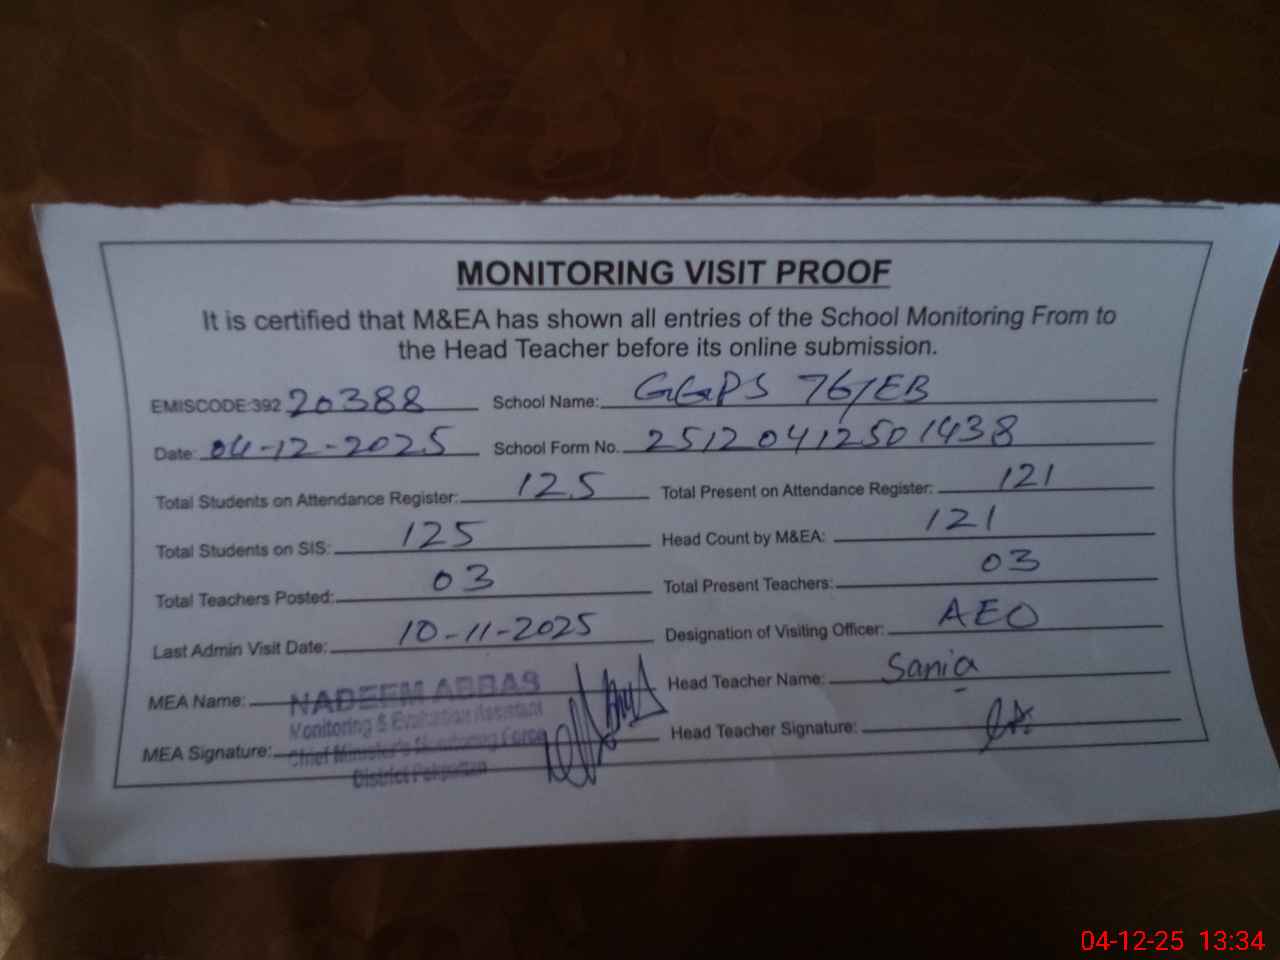 MONITORING VISIT PROOF
It is certified that M&EA has shown all entries of the School Monitoring From to
the Head Teacher before its online submission.
EMISCODE:392 20388 School Name: GGPS 76/EB
Date: 04-12-2025 School Form No. 25120412501438
Total Students on Attendance Register: 125 Total Present on Attendance Register: 121
Total Students on SIS: 125 Head Count by M&EA: 121
Total Teachers Posted: 03 Total Present Teachers: 03
Last Admin Visit Date: 10-11-2025 Designation of Visiting Officer: AEO
MEA Name: NADEEM ABBAS Head Teacher Name: Sania
Monitoring & Evaluation Assistant
MEA Signature: Chief Minister's Monitoring Force Head Teacher Signature:
District Pakpattan
04-12-25 13:34